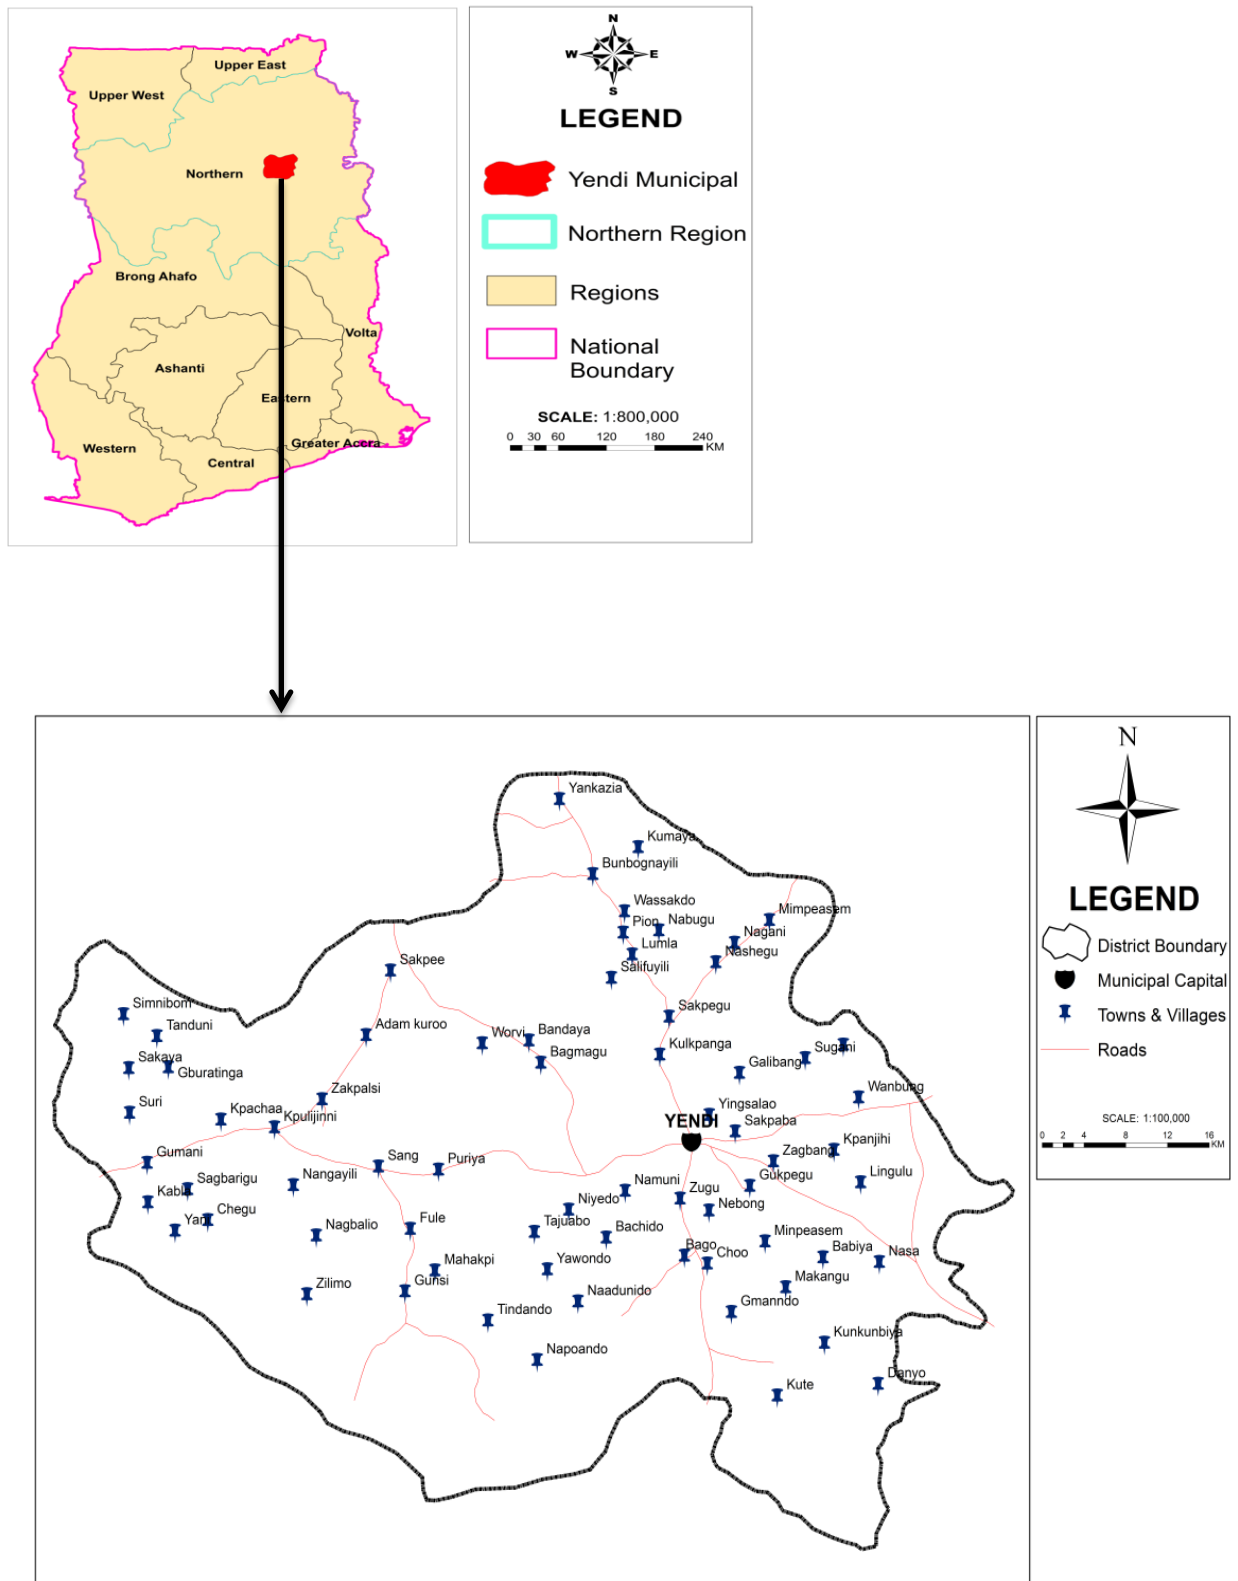 Upper East
Upper West
Northern
Brong Ahafo
Volta
Ashanti
Eastern
Western
Greater Accra
Central
N
W E
S
LEGEND
Yendi Municipal
Northern Region
Regions
National
Boundary
SCALE: 1:800,000
0 30 60 120 180 240
KM
Yankazia
Kumaya
Bunbognayili
Wassakdo
Mimpeasem
Pion
Nabugu
Nagani
Lumla
Nashegu
Salifuyili
Sakpee
Simnibom
Sakpegu
Tanduni
Adam kuroo
Worvi
Bandaya
Sugani
Kulkpanga
Bagmagu
Sakaya
Galibang
Gburatinga
Zakpalsi
Wanbung
Suri
Kpachaa
Yingsalao
Kpulijinni
YENDI
Sakpaba
Kpanjihi
Gumani
Sang
Puriya
Zagbang
Sagbarigu
Nangayili
Gukpegu
Lingulu
Kabli
Namuni
Zugu
Niyedo
Nebong
Yani
Chegu
Nagbalio
Fule
Tajuabo
Bachido
Minpeasem
Bago
Choo
Babiya
Nasa
Mahakpi
Yawondo
Zilimo
Gunsi
Makangu
Naadunido
Tindando
Gmanndo
Kunkunbiya
Napoando
Kute
Danyo
N
LEGEND
District Boundary
Municipal Capital
Towns & Villages
Roads
SCALE: 1:100,000
0 2 4 8 12 16
KM